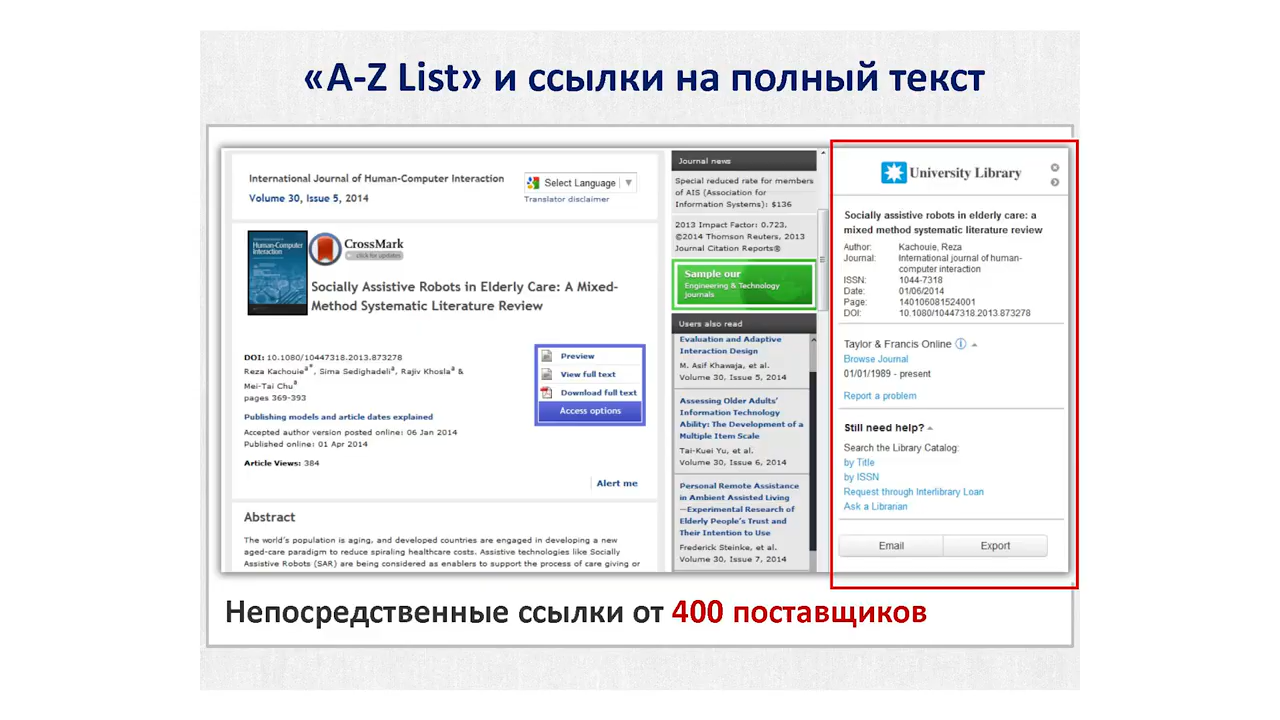 «A-Z List» и ссылки на полный текст
International Journal of Human-Computer Interaction
Volume 30, Issue 5, 2014
Select Language
Translator disclaimer
Human-Computer
Interaction
CrossMark
click for updates
Socially Assistive Robots in Elderly Care: A Mixed-
Method Systematic Literature Review
DOI: 10.1080/10447318.2013.873278
Reza Kachouie a*, Sima Sedighadeli a, Rajiv Khosla a &
Mei-Tai Chu a
pages 369-393
Publishing models and article dates explained
Accepted author version posted online: 06 Jan 2014
Published online: 01 Apr 2014
Article Views: 384
Preview
View full text
Download full text
Access options
Alert me
Abstract
The world's population is aging, and developed countries are engaged in developing a new
aged-care paradigm to reduce spiraling healthcare costs. Assistive technologies like Socially
Assistive Robots (SAR) are being considered as enablers to support the process of care giving or
Journal news
Special reduced rate for members
of AIS (Association for
Information Systems): $136
2013 Impact Factor: 0.723,
©2014 Thomson Reuters, 2013
Journal Citation Reports®
Sample our
Engineering & Technology
journals
Users also read
Evaluation and Adaptive
Interaction Design
M. Asif Khawaja, et al.
Volume 30, Issue 5, 2014
Assessing Older Adults'
Information Technology
Ability: The Development of a
Multiple Item Scale
Tai-Kuei Yu, et al.
Volume 30, Issue 6, 2014
Personal Remote Assistance
in Ambient Assisted Living
—Experimental Research of
Elderly People's Trust and
Their Intention to Use
Frederick Steinke, et al.
Volume 30, Issue 7, 2014
University Library
Socially assistive robots in elderly care: a
mixed method systematic literature review
Author: Kachouie, Reza
Journal: International journal of human-
computer interaction
ISSN: 1044-7318
Date: 01/06/2014
Page: 140106081524001
DOI: 10.1080/10447318.2013.873278
Taylor & Francis Online
Browse Journal
01/01/1989 - present
Report a problem
Still need help?
Search the Library Catalog:
by Title
by ISSN
Request through Interlibrary Loan
Ask a Librarian
Email Export
Непосредственные ссылки от 400 поставщиков